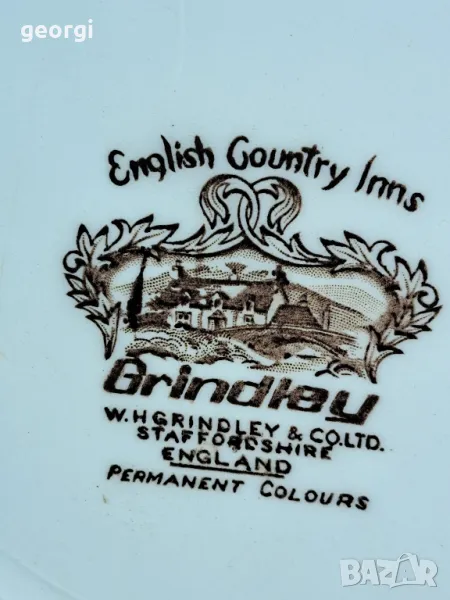 georgi
English Country Inns
Grindley
W.H GRINDLEY & CO. LTD.
STAFFORDSHIRE
ENGLAND
PERMANENT COLOURS
BAZAR